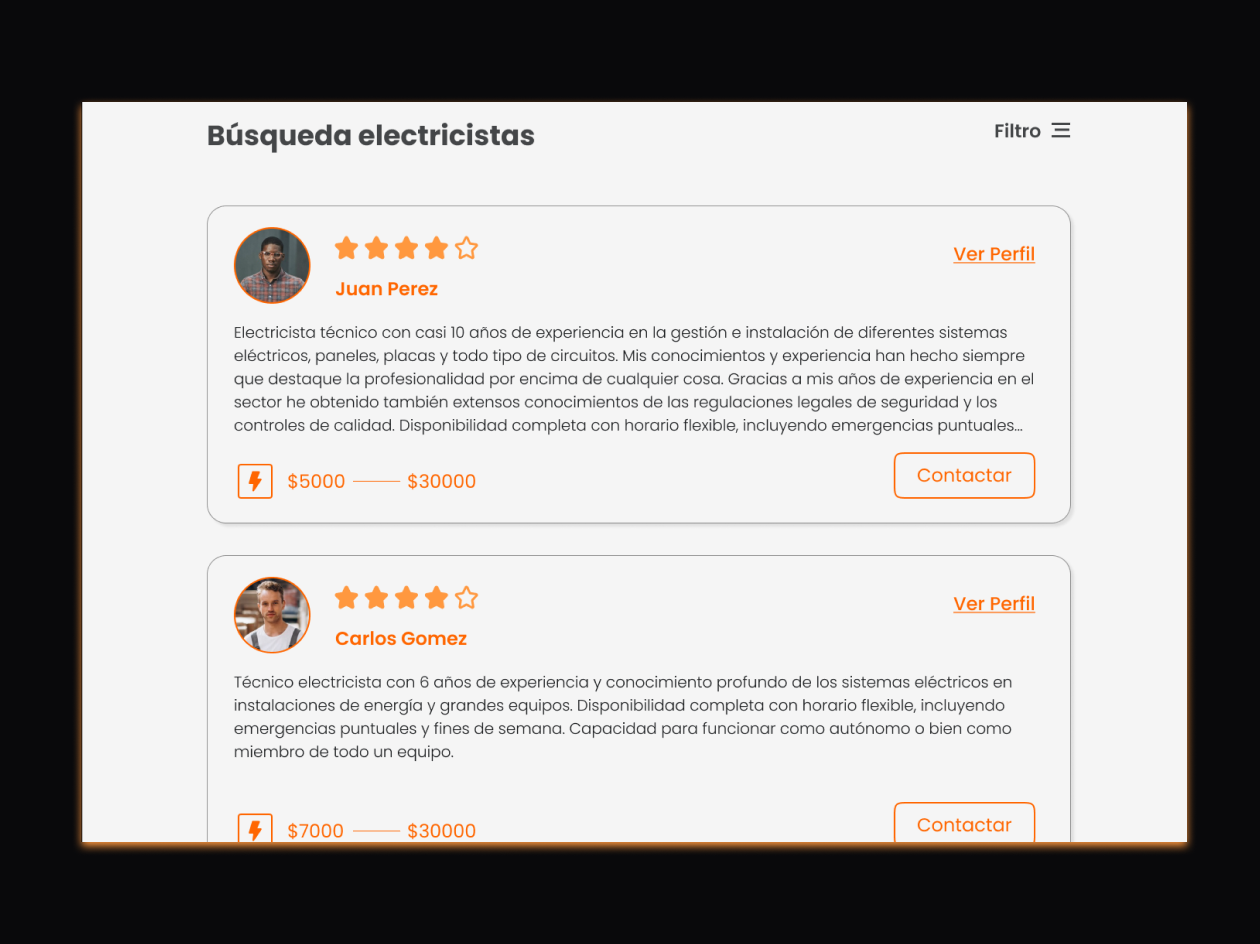 Búsqueda electricistas
Filtro
Ver Perfil
Juan Perez
Electricista técnico con casi 10 años de experiencia en la gestión e instalación de diferentes sistemas
eléctricos, paneles, placas y todo tipo de circuitos. Mis conocimientos y experiencia han hecho siempre
que destaque la profesionalidad por encima de cualquier cosa. Gracias a mis años de experiencia en el
sector he obtenido también extensos conocimientos de las regulaciones legales de seguridad y los
controles de calidad. Disponibilidad completa con horario flexible, incluyendo emergencias puntuales...
$5000 $30000
Contactar
Ver Perfil
Carlos Gomez
Técnico electricista con 6 años de experiencia y conocimiento profundo de los sistemas eléctricos en
instalaciones de energía y grandes equipos. Disponibilidad completa con horario flexible, incluyendo
emergencias puntuales y fines de semana. Capacidad para funcionar como autónomo o bien como
miembro de todo un equipo.
$7000 $30000
Contactar